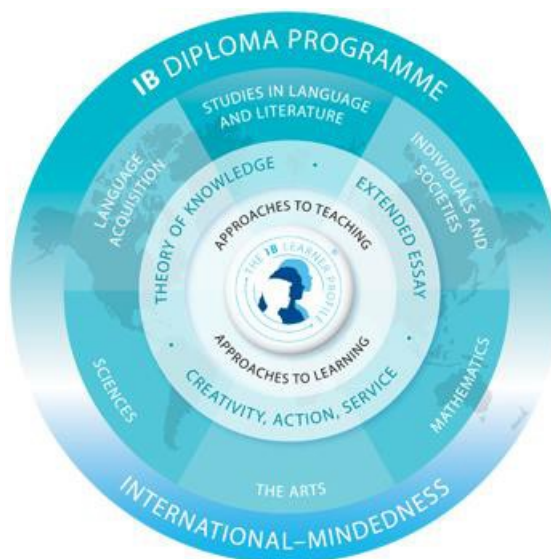 IB DIPLOMA PROGRAMME
STUDIES IN LANGUAGE
AND LITERATURE
LANGUAGE
ACQUISITION
INDIVIDUALS AND
SOCIETIES
THEORY OF KNOWLEDGE
EXTENDED ESSAY
APPROACHES TO TEACHING
THE IB LEARNER PROFILE
®
APPROACHES TO LEARNING
CREATIVITY, ACTION, SERVICE
SCIENCES
MATHEMATICS
THE ARTS
INTERNATIONAL–MINDEDNESS